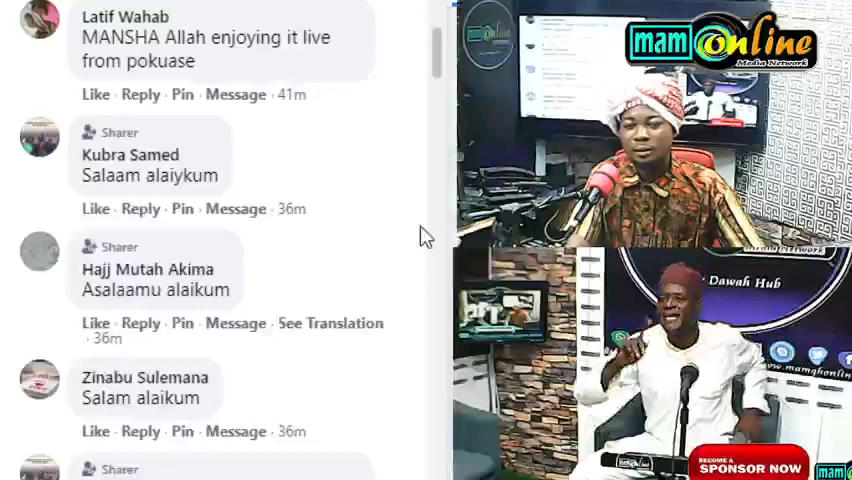 Latif Wahab
MANSHA Allah enjoying it live
from pokuase
Like · Reply · Pin · Message · 41m
Sharer
Kubra Samed
Salaam alaiykum
Like · Reply · Pin · Message · 36m
Sharer
Hajj Mutah Akima
Asalaamu alaikum
Like · Reply · Pin · Message · See Translation
· 36m
Zinabu Sulemana
Salam alaikum
Like · Reply · Pin · Message · 36m
Sharer
mam online
Media Network
Dawah Hub
BECOME A
SPONSOR NOW
mam